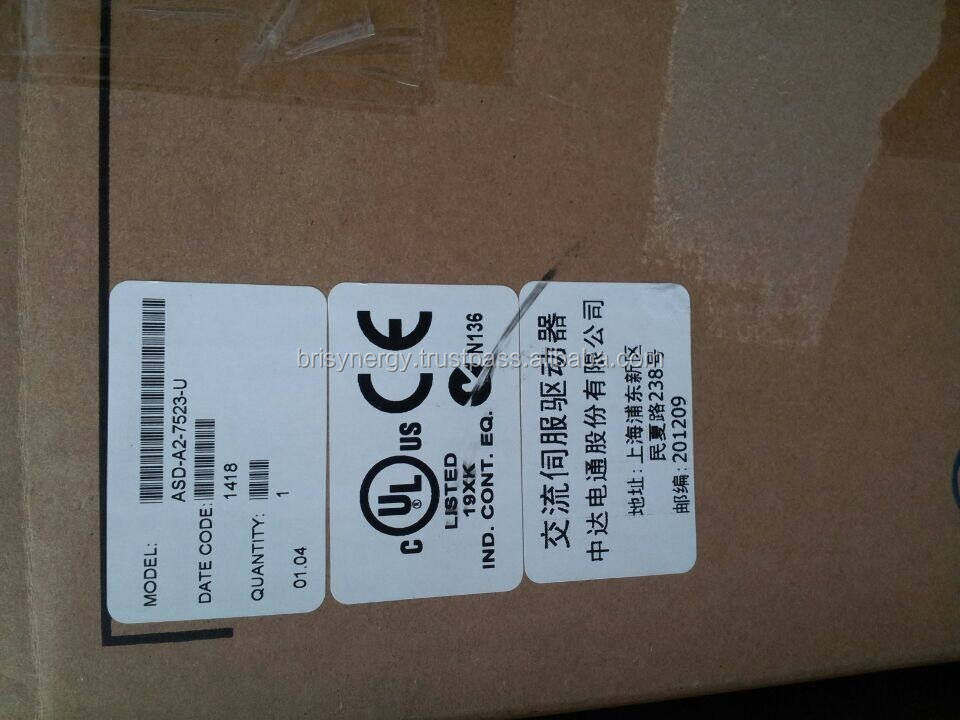 MODEL:
ASD-A2-7523-U
DATE CODE:
1418
QUANTITY:
1
01.04
C UL US CE
®
LISTED
19XK
IND. CONT. EQ.
N136
交流伺服驱动器
中达电通股份有限公司
地址: 上海浦东新区
民夏路238号
邮编: 201209
brisynergy.trustpass.alibaba.com